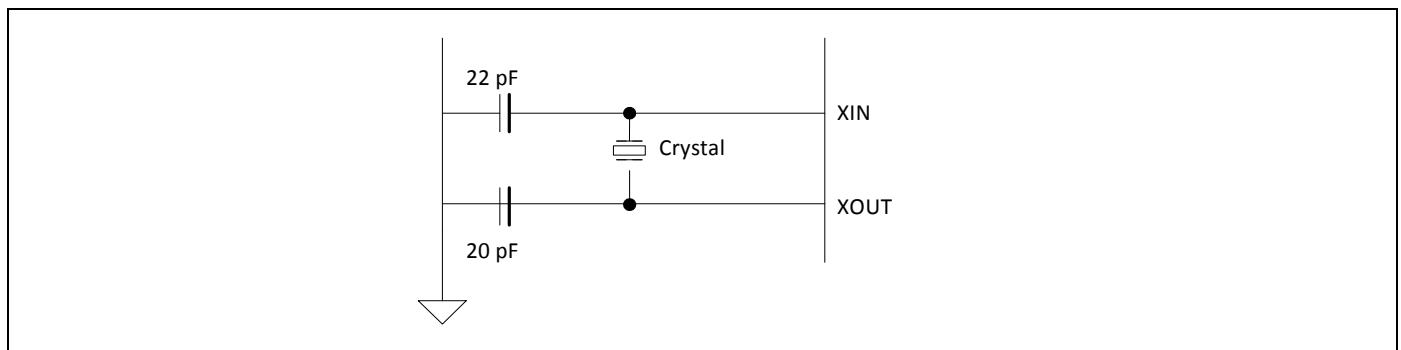 22 pF
XIN
Crystal
XOUT
20 pF